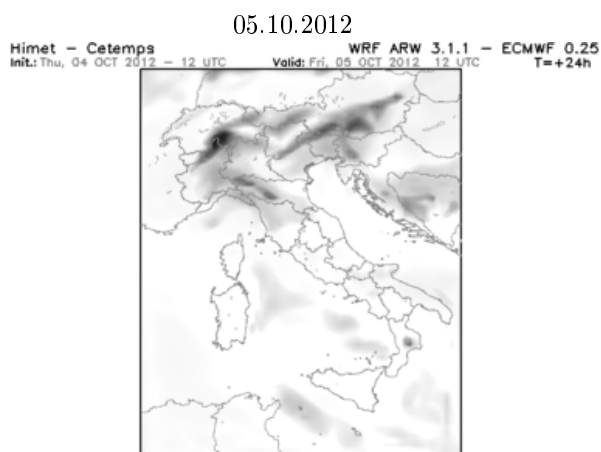 05.10.2012
Himet - Cetemps WRF ARW 3.1.1 - ECMWF 0.25
Init.: Thu, 04 OCT 2012 - 12 UTC Valid: Fri, 05 OCT 2012 12 UTC T=+24h